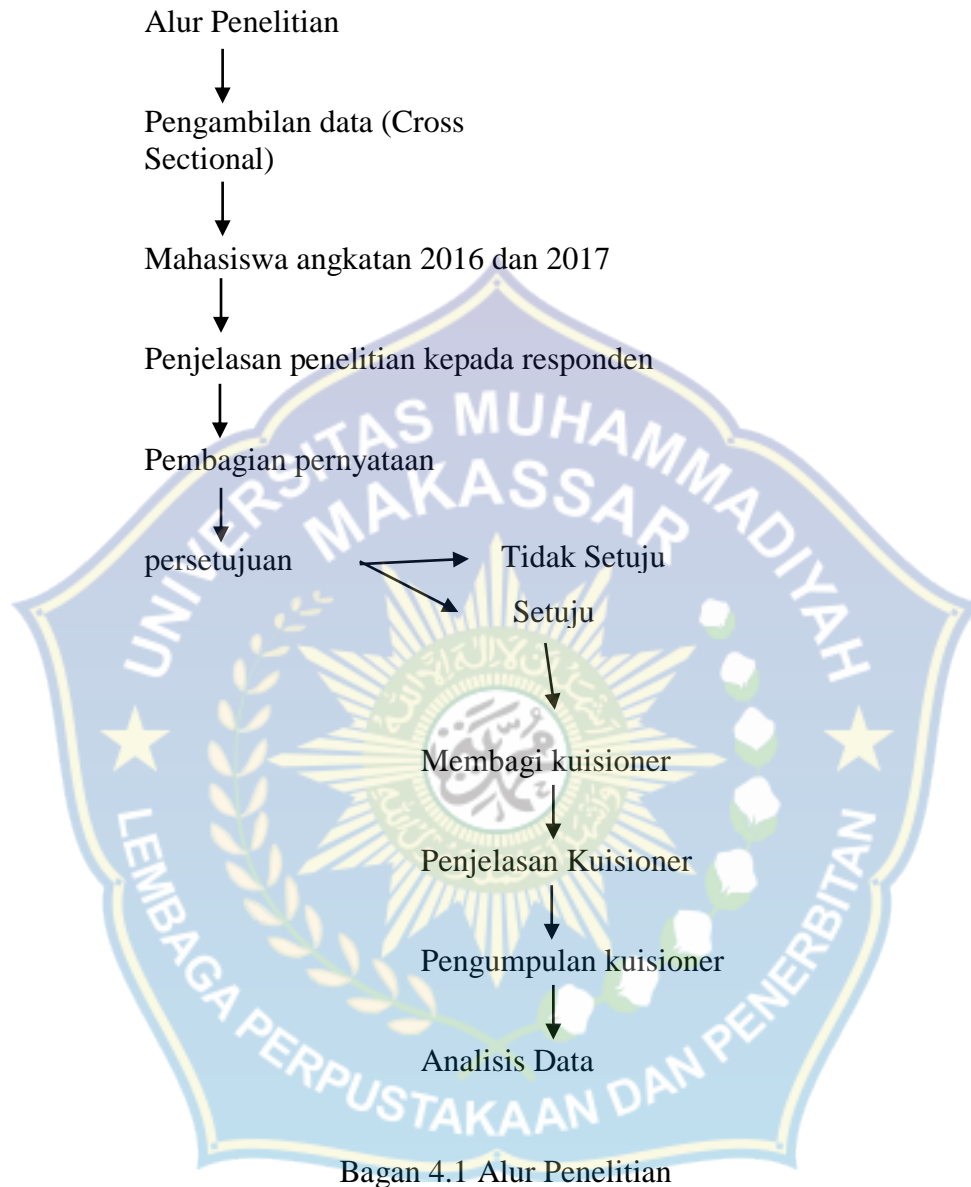 Alur Penelitian
Pengambilan data (Cross
Sectional)
Mahasiswa angkatan 2016 dan 2017
Penjelasan penelitian kepada responden
UNIVERSITAS MUHAMMADIYAH
MAKASSAR
Pembagian pernyataan
persetujuan
Tidak Setuju
Setuju
Membagi kuisioner
Penjelasan Kuisioner
Pengumpulan kuisioner
Analisis Data
LEMBAGA PERPUSTAKAAN DAN PENERBITAN
Bagan 4.1 Alur Penelitian